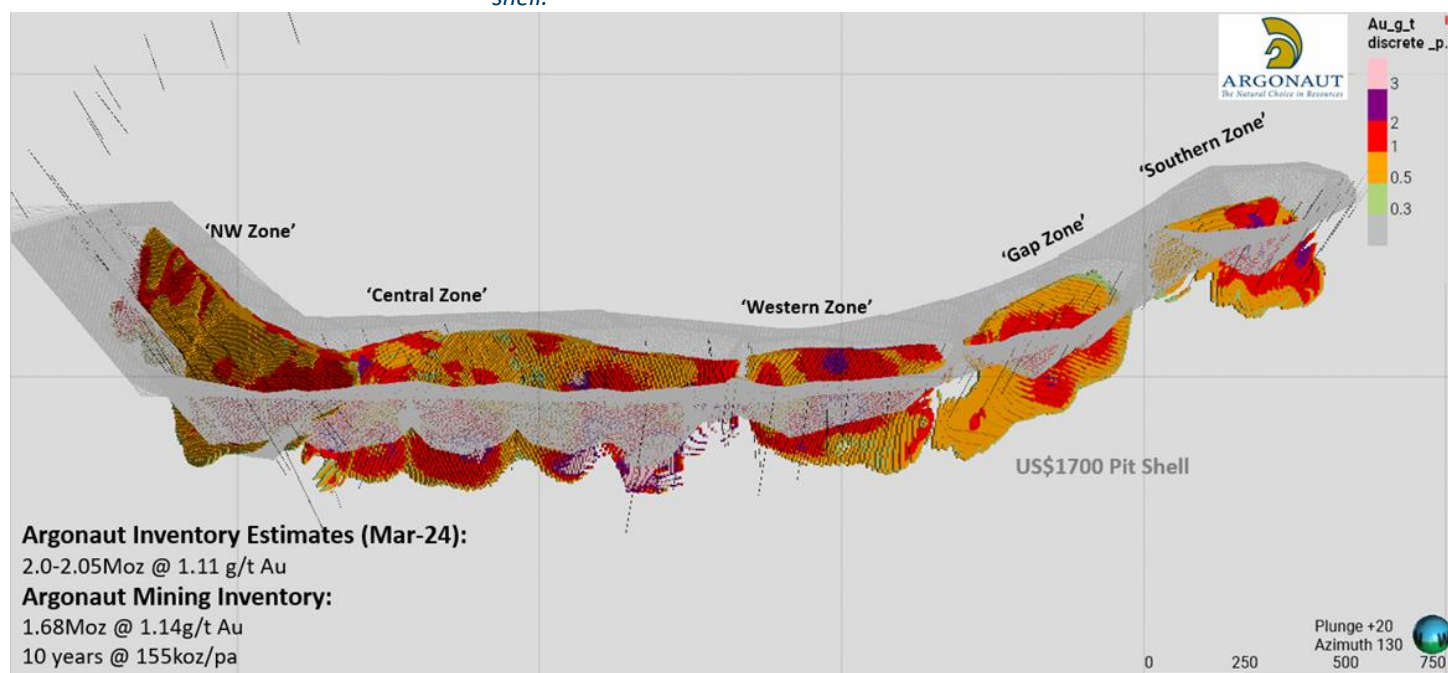 shell.
ARGONAUT
The Natural Choice in Resources
Au_g_t
discrete _p.
3
2
1
0.5
0.3
'Southern Zone'
'Gap Zone'
'NW Zone'
'Central Zone'
'Western Zone'
US$1700 Pit Shell
Argonaut Inventory Estimates (Mar-24):
2.0-2.05Moz @ 1.11 g/t Au
Argonaut Mining Inventory:
1.68Moz @ 1.14g/t Au
10 years @ 155koz/pa
Plunge +20
Azimuth 130
0 250 500 750